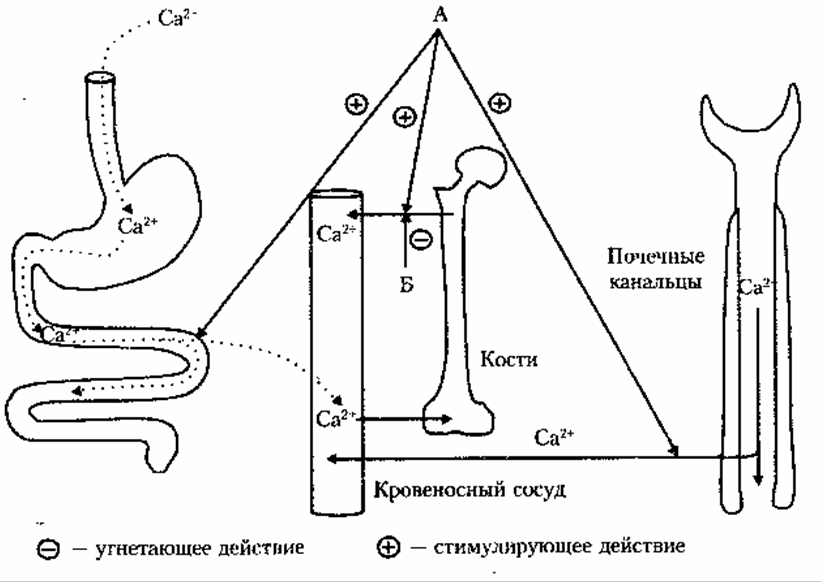 Ca²⁻
А
⊕
⊕
⊕
Ca²⁺
Ca²⁺
Ca²⁺
⊖
Б
Почечные
канальцы
Ca²⁻
Кости
Ca²⁺
Ca²⁺
Кровеносный сосуд
⊖ — угнетающее действие
⊕ — стимулирующее действие